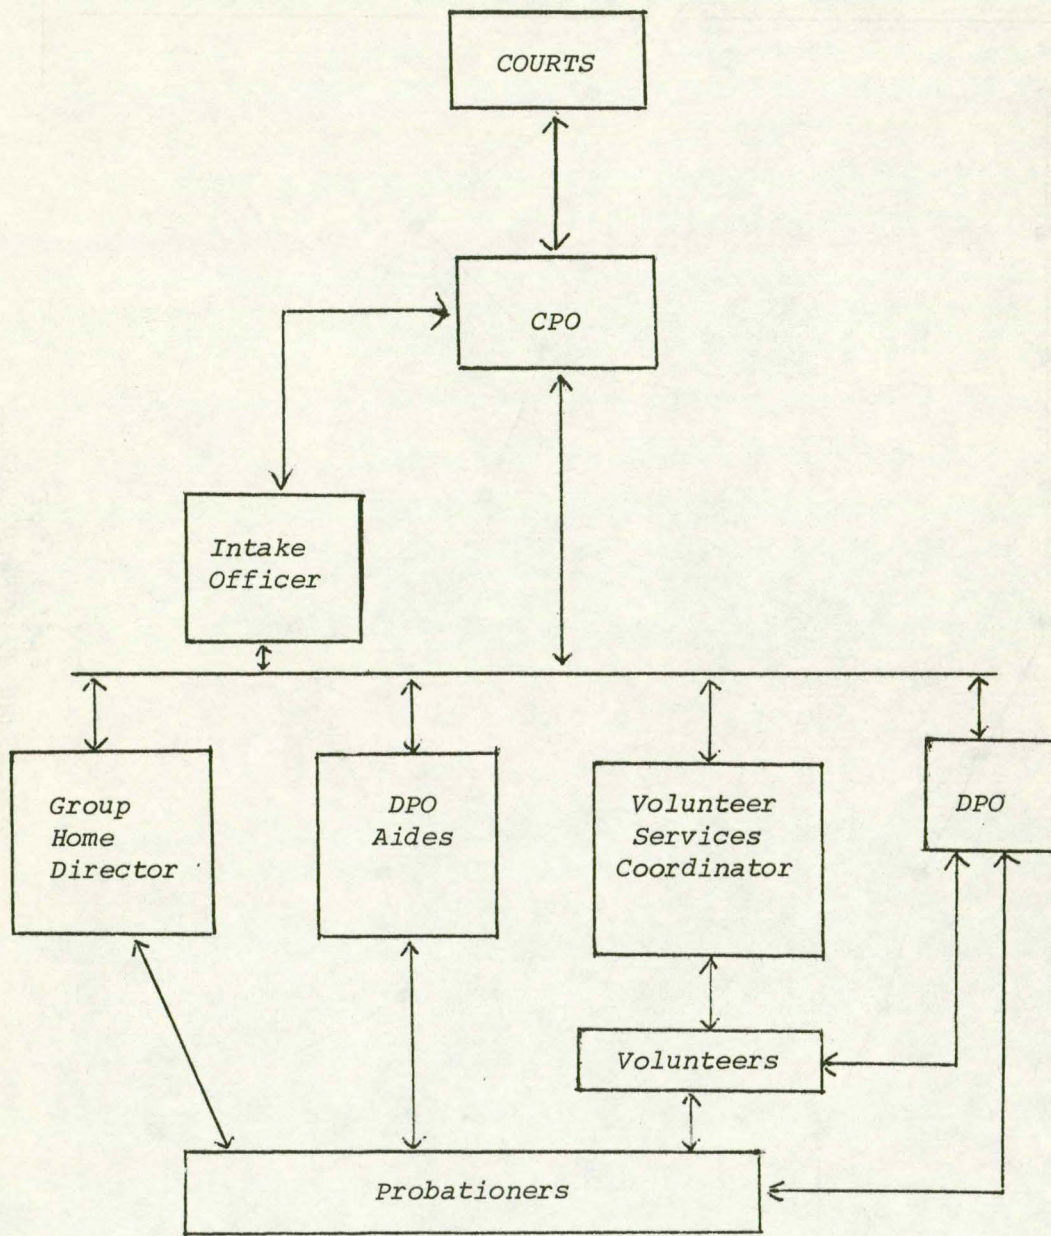 COURTS
CPO
Intake
Officer
Group
Home
Director
DPO
Aides
Volunteer
Services
Coordinator
DPO
Volunteers
Probationers